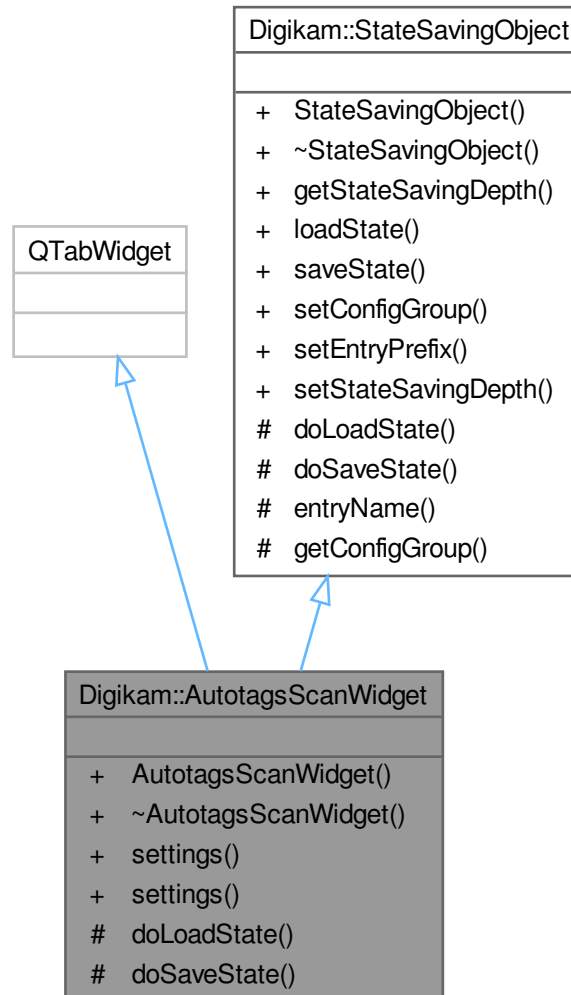 Digikam::StateSavingObject
+ StateSavingObject()
+ ~StateSavingObject()
+ getStateSavingDepth()
+ loadState()
+ saveState()
+ setConfigGroup()
+ setEntryPrefix()
+ setStateSavingDepth()
# doLoadState()
# doSaveState()
# entryName()
# getConfigGroup()
QTabWidget
Digikam::AutotagsScanWidget
+ AutotagsScanWidget()
+ ~AutotagsScanWidget()
+ settings()
+ settings()
# doLoadState()
# doSaveState()